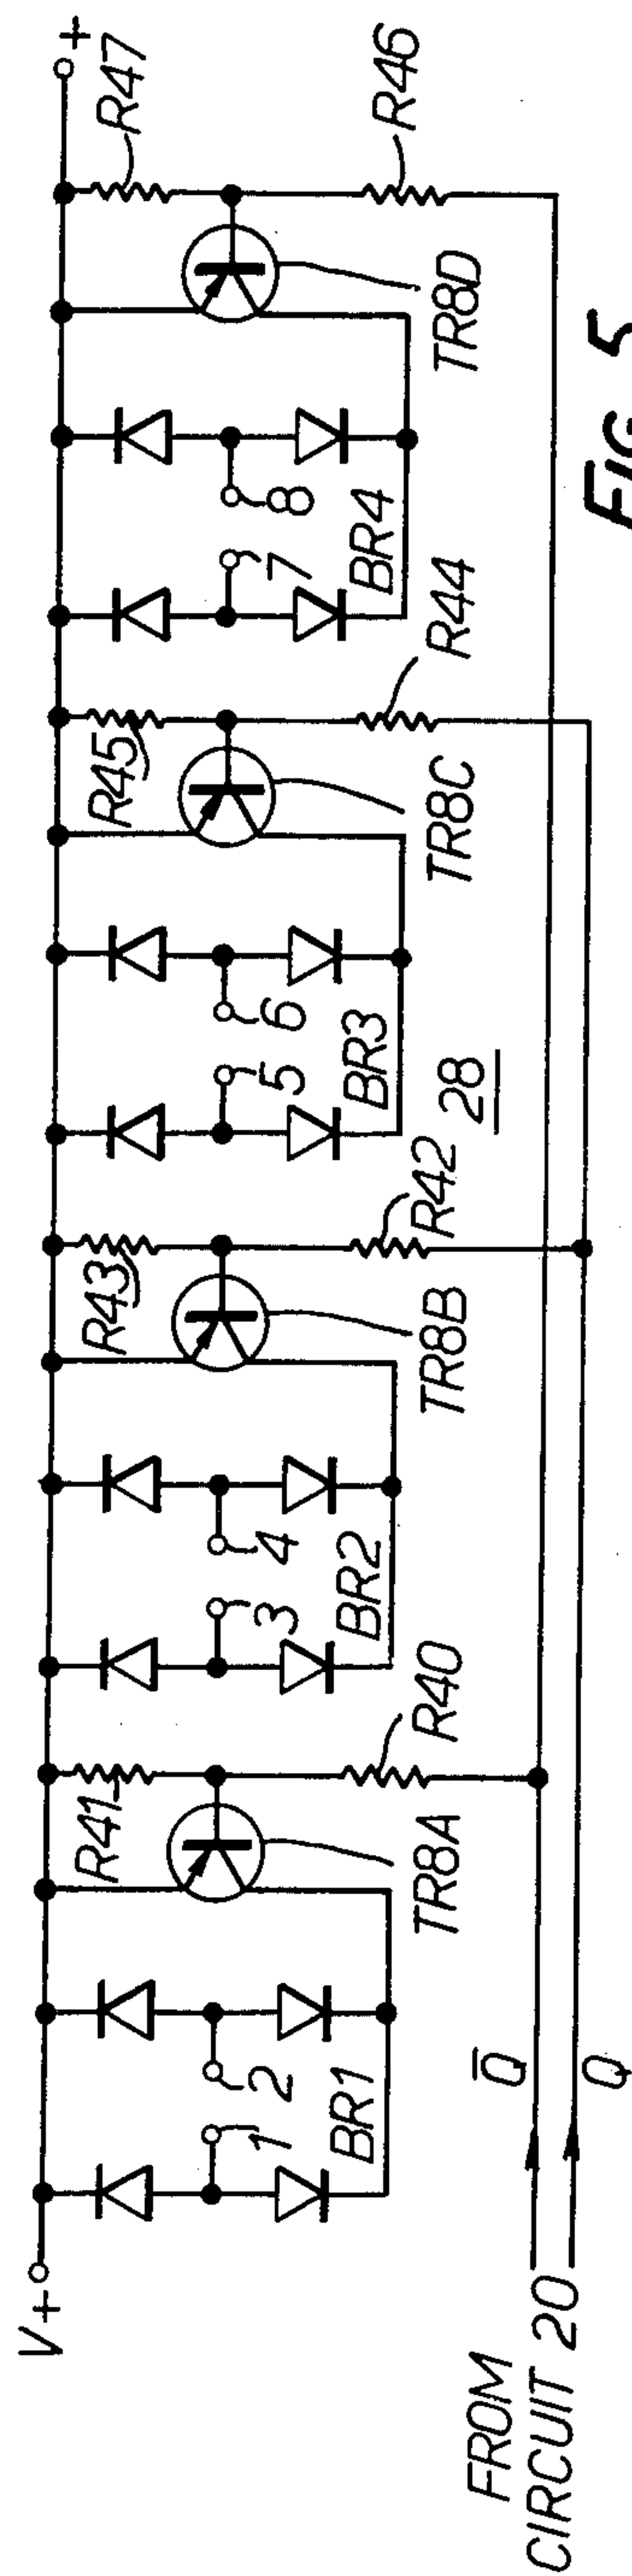 V+
+
R41
R43
R45
R47
1
2
3
4
5
6
7
8
BR1
BR2
BR3
BR4
R40
R42
R44
R46
TR8A
TR8B
TR8C
TR8D
28
Q̅
Q
FROM
CIRCUIT 20
FIG. 5